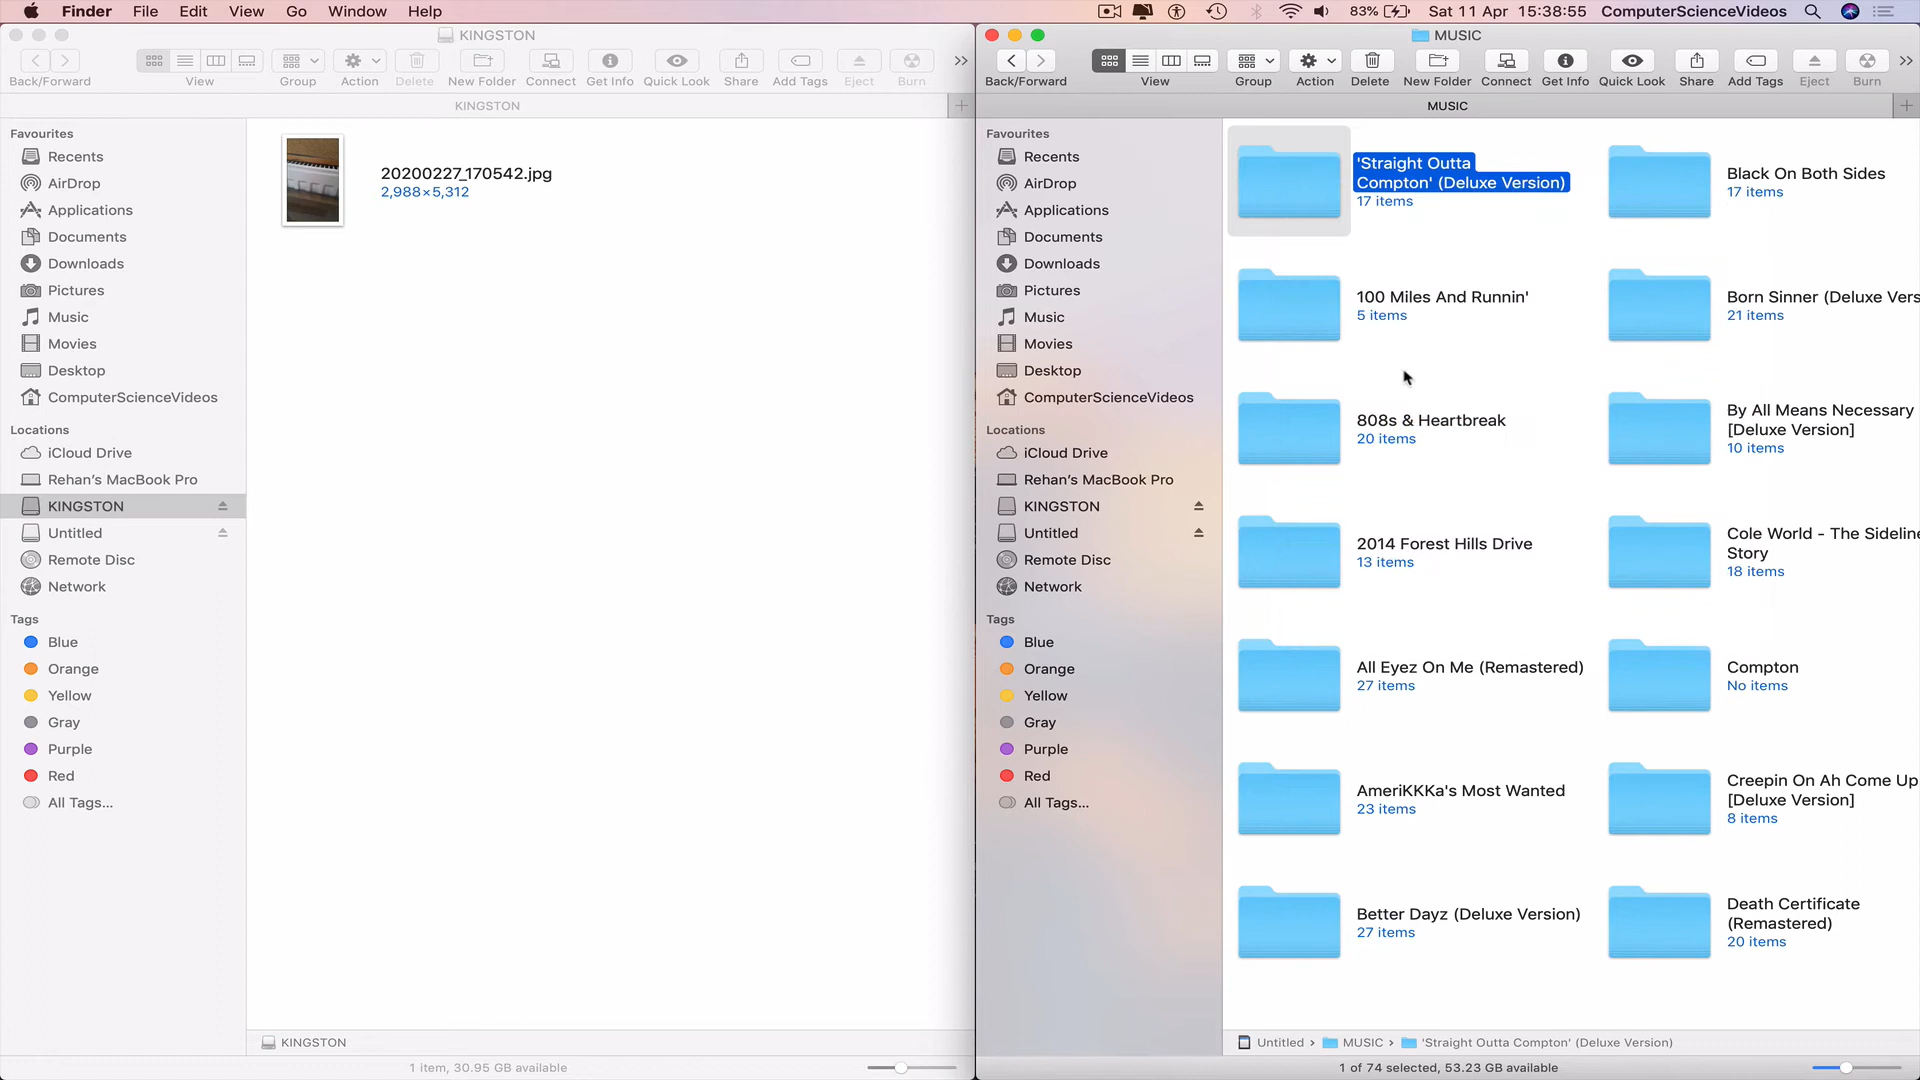 Finder File Edit View Go Window Help
83% Sat 11 Apr 15:38:55 ComputerScienceVideos
KINGSTON
Back/Forward View Group Action Delete New Folder Connect Get Info Quick Look Share Add Tags Eject Burn
KINGSTON
Favourites
Recents
AirDrop
Applications
Documents
Downloads
Pictures
Music
Movies
Desktop
ComputerScienceVideos
Locations
iCloud Drive
Rehan's MacBook Pro
KINGSTON
Untitled
Remote Disc
Network
Tags
Blue
Orange
Yellow
Gray
Purple
Red
All Tags...
20200227_170542.jpg
2,988×5,312
KINGSTON
1 item, 30.95 GB available
MUSIC
Back/Forward View Group Action Delete New Folder Connect Get Info Quick Look Share Add Tags Eject Burn
MUSIC
Favourites
Recents
AirDrop
Applications
Documents
Downloads
Pictures
Music
Movies
Desktop
ComputerScienceVideos
Locations
iCloud Drive
Rehan's MacBook Pro
KINGSTON
Untitled
Remote Disc
Network
Tags
Blue
Orange
Yellow
Gray
Purple
Red
All Tags...
'Straight Outta
Compton' (Deluxe Version)
17 items
Black On Both Sides
17 items
100 Miles And Runnin'
5 items
Born Sinner (Deluxe Vers
21 items
808s & Heartbreak
20 items
By All Means Necessary
[Deluxe Version]
10 items
2014 Forest Hills Drive
13 items
Cole World - The Sideline
Story
18 items
All Eyez On Me (Remastered)
27 items
Compton
No items
AmeriKKKa's Most Wanted
23 items
Creepin On Ah Come Up
[Deluxe Version]
8 items
Better Dayz (Deluxe Version)
27 items
Death Certificate
(Remastered)
20 items
Untitled › MUSIC › 'Straight Outta Compton' (Deluxe Version)
1 of 74 selected, 53.23 GB available